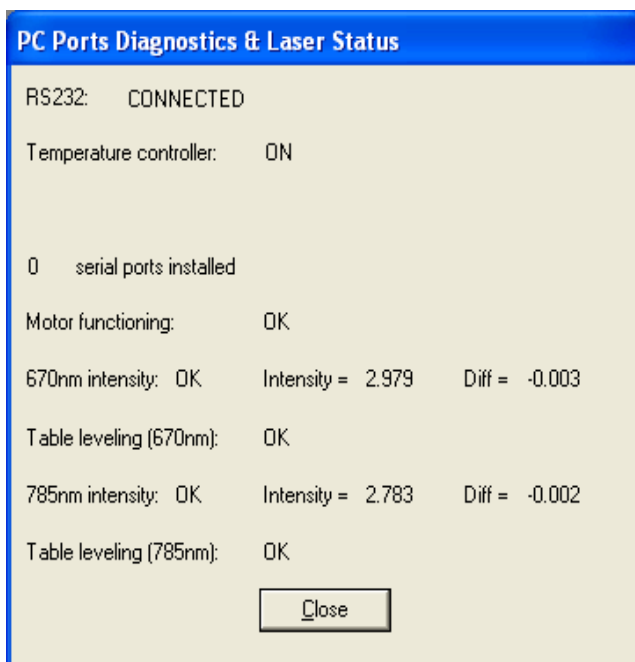 PC Ports Diagnostics & Laser Status
RS232: CONNECTED
Temperature controller: ON
0 serial ports installed
Motor functioning: OK
670nm intensity: OK Intensity = 2.979 Diff = -0.003
Table leveling (670nm): OK
785nm intensity: OK Intensity = 2.783 Diff = -0.002
Table leveling (785nm): OK
Close